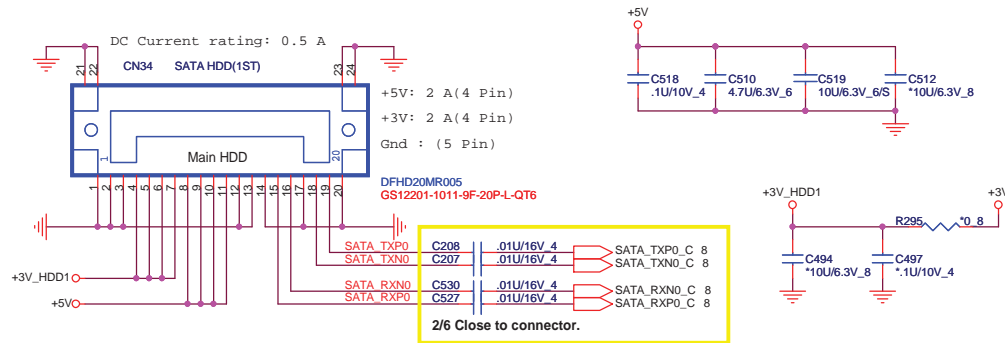 DC Current rating: 0.5 A
CN34 SATA HDD(1ST)
21
22
23
24
+5V: 2 A(4 Pin)
+3V: 2 A(4 Pin)
Gnd : (5 Pin)
1
20
Main HDD
DFHD20MR005
GS12201-1011-9F-20P-L-QT6
1
2
3
4
5
6
7
8
9
10
11
12
13
14
15
16
17
18
19
20
SATA_TXP0 C208 .01U/16V_4 SATA_TXP0_C 8
SATA_TXN0 C207 .01U/16V_4 SATA_TXN0_C 8
SATA_RXN0 C530 .01U/16V_4 SATA_RXN0_C 8
SATA_RXP0 C527 .01U/16V_4 SATA_RXP0_C 8
2/6 Close to connector.
+3V_HDD1
+5V
+5V
C518
.1U/10V_4
C510
4.7U/6.3V_6
C519
10U/6.3V_6/S
C512
*10U/6.3V_8
+3V_HDD1
+3V
R295 *0_8
C494
*10U/6.3V_8
C497
*.1U/10V_4